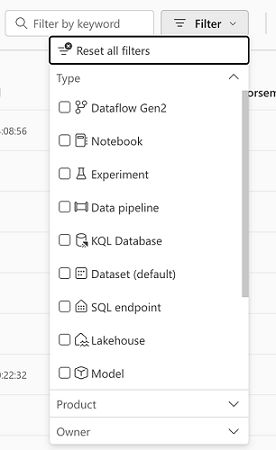 Filter by keyword
Filter
Reset all filters
Type
orsem
:08:56
Dataflow Gen2
Notebook
Experiment
Data pipeline
KQL Database
Dataset (default)
SQL endpoint
Lakehouse
Model
0:22:32
Product
Owner